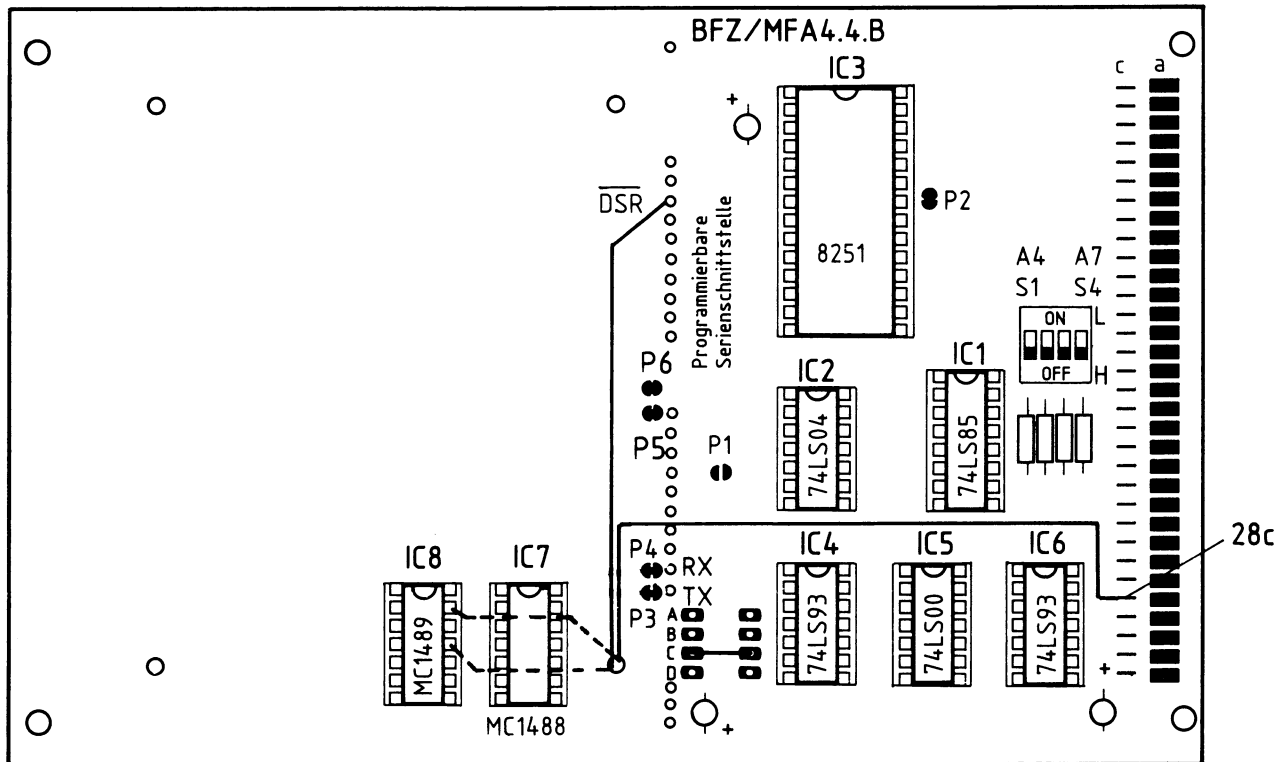 BFZ/MFA4.4.B
IC3
c a
+
DSR
P2
Programmierbare
Serienschnittstelle
8251
A4 A7
S1 S4
ON L
OFF H
P6
P5
P1
IC2
74LS04
IC1
74LS85
28c
IC8
MC1489
IC7
MC1488
P4
RX
TX
P3
A
B
C
D
+
IC4
74LS93
IC5
74LS00
IC6
74LS93
+